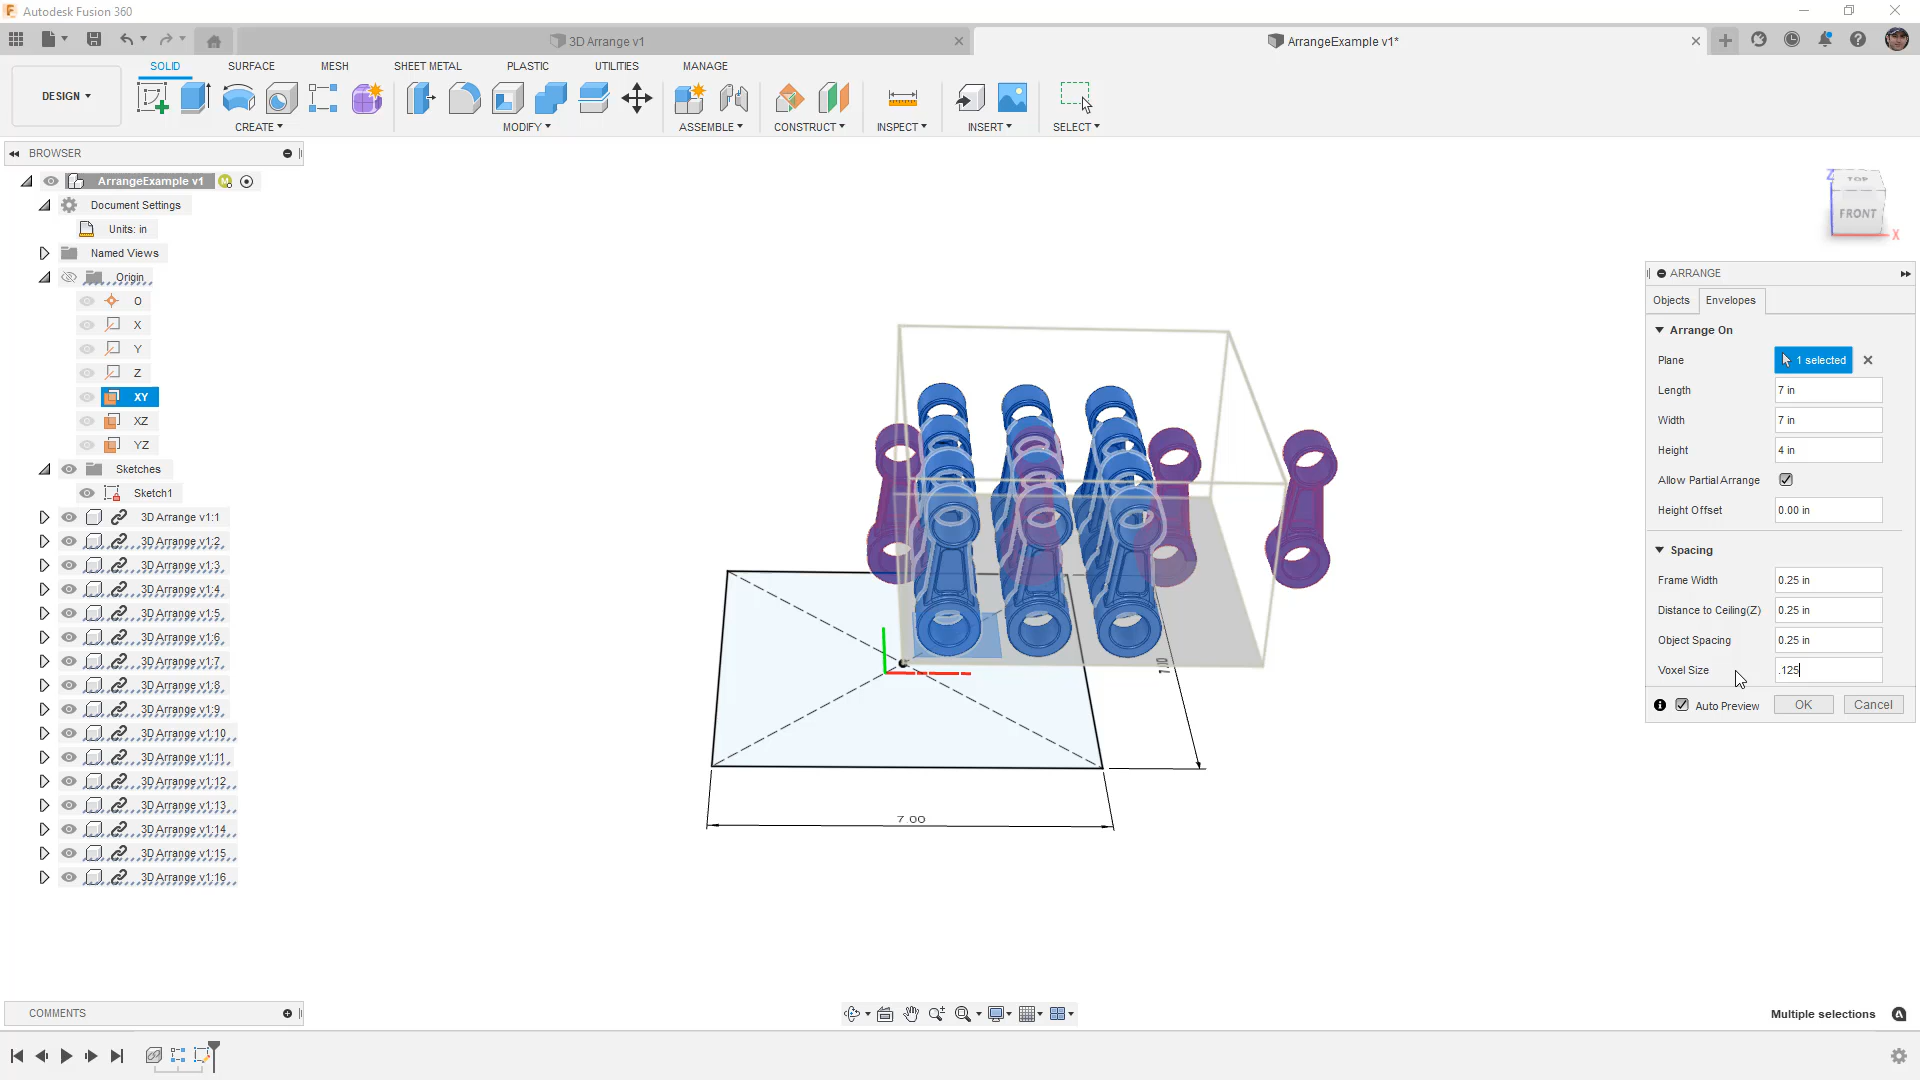 Autodesk Fusion 360
3D Arrange v1
ArrangeExample v1*
DESIGN
SOLID
SURFACE
MESH
SHEET METAL
PLASTIC
UTILITIES
MANAGE
CREATE
MODIFY
ASSEMBLE
CONSTRUCT
INSPECT
INSERT
SELECT
BROWSER
ArrangeExample v1
Document Settings
Units: in
Named Views
Origin
O
X
Y
Z
XY
XZ
YZ
Sketches
Sketch1
3D Arrange v1:1
3D Arrange v1:2
3D Arrange v1:3
3D Arrange v1:4
3D Arrange v1:5
3D Arrange v1:6
3D Arrange v1:7
3D Arrange v1:8
3D Arrange v1:9
3D Arrange v1:10
3D Arrange v1:11
3D Arrange v1:12
3D Arrange v1:13
3D Arrange v1:14
3D Arrange v1:15
3D Arrange v1:16
7.00
Z
TOP
FRONT
X
ARRANGE
Objects
Envelopes
Arrange On
Plane
1 selected
Length
7 in
Width
7 in
Height
4 in
Allow Partial Arrange
Height Offset
0.00 in
Spacing
Frame Width
0.25 in
Distance to Ceiling(Z)
0.25 in
Object Spacing
0.25 in
Voxel Size
.125
Auto Preview
OK
Cancel
COMMENTS
Multiple selections